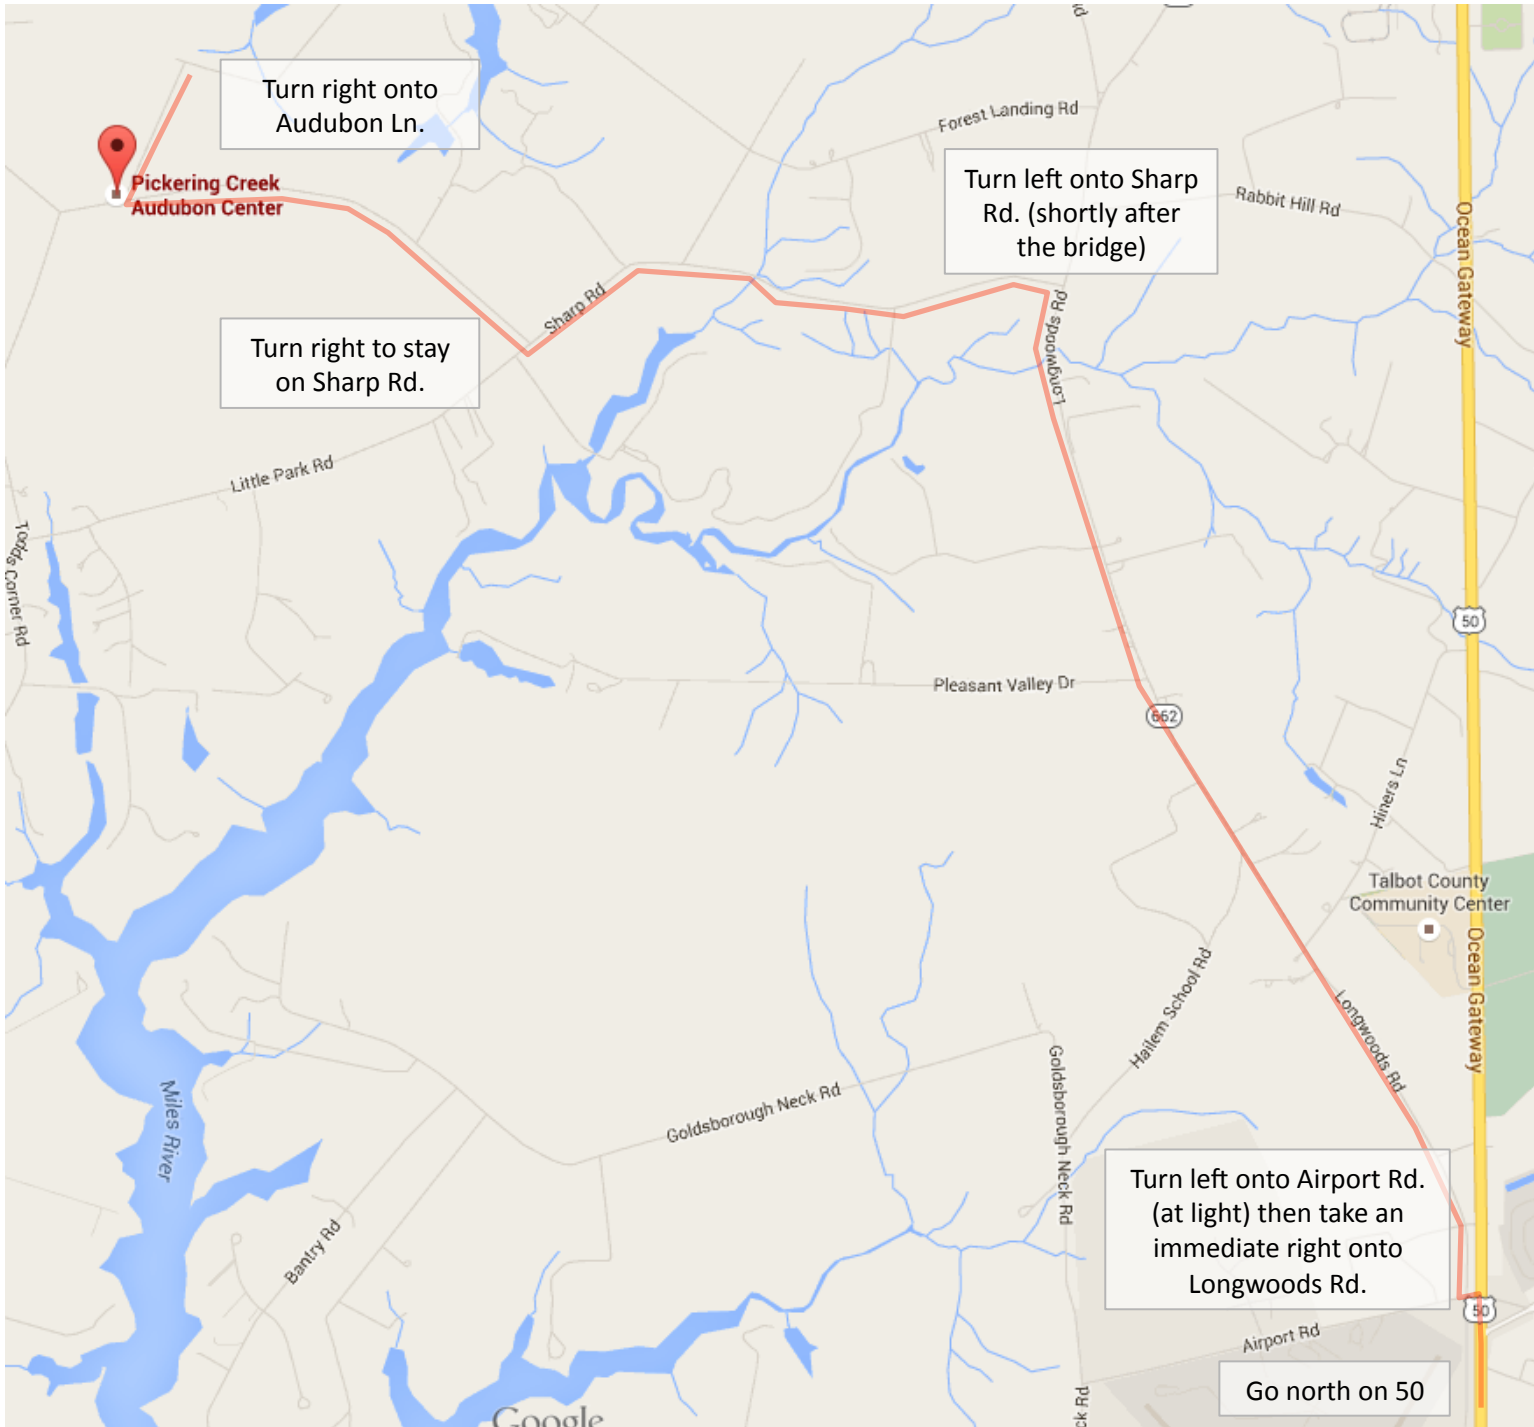 Turn right onto
Audubon Ln.
Forest Landing Rd
Pickering Creek
Audubon Center
Turn left onto Sharp
Rd. (shortly after
the bridge)
Rabbit Hill Rd
Ocean Gateway
Sharp Rd
Longwoods Rd
Turn right to stay
on Sharp Rd.
Little Park Rd
Todds Corner Rd
50
Pleasant Valley Dr
662
Hiners Ln
Talbot County
Community Center
Ocean Gateway
Hailem School Rd
Longwoods Rd
Goldsborough Neck Rd
Goldsborough Neck Rd
Miles River
Bantry Rd
Turn left onto Airport Rd.
(at light) then take an
immediate right onto
Longwoods Rd.
50
Airport Rd
Go north on 50
ck Rd
Google